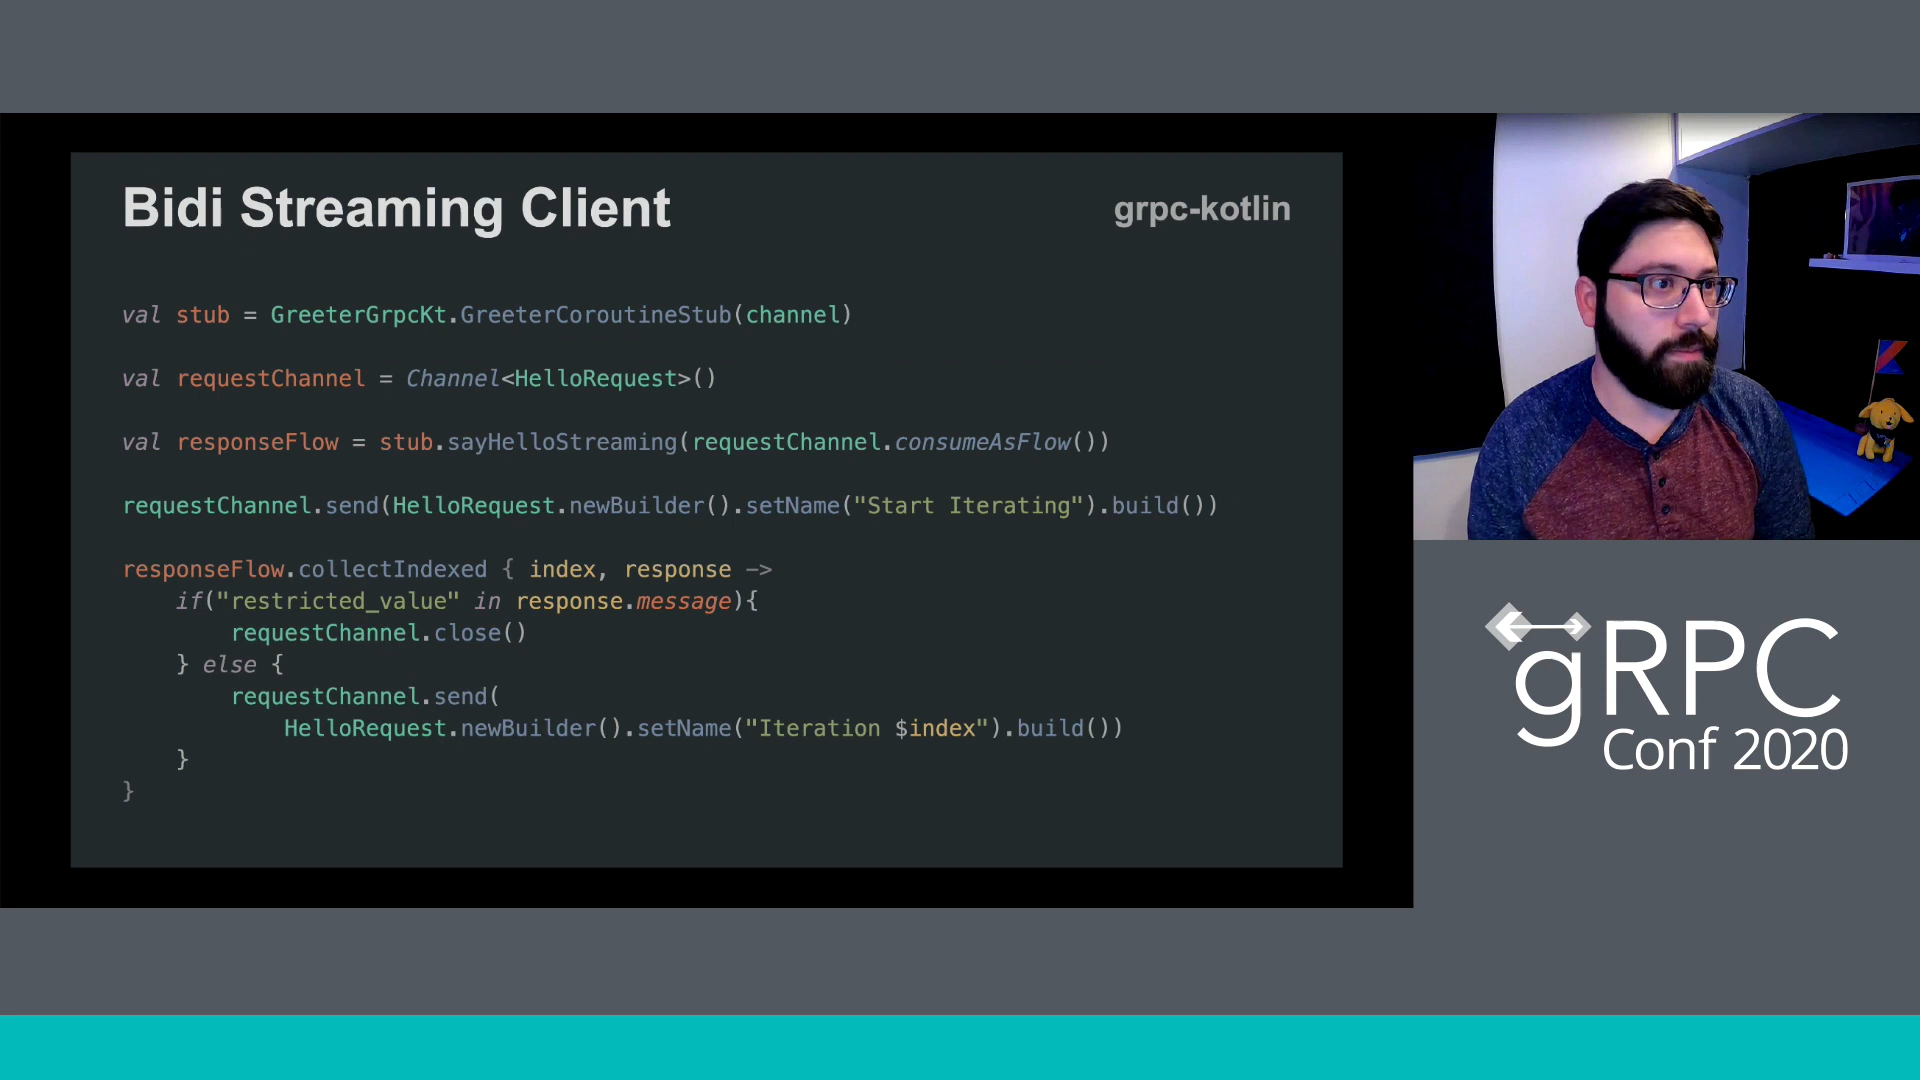 Bidi Streaming Client
grpc-kotlin
val stub = GreeterGrpcKt.GreeterCoroutineStub(channel)
val requestChannel = Channel<HelloRequest>()
val responseFlow = stub.sayHelloStreaming(requestChannel.consumeAsFlow())
requestChannel.send(HelloRequest.newBuilder().setName("Start Iterating").build())
responseFlow.collectIndexed { index, response ->
    if("restricted_value" in response.message){
        requestChannel.close()
    } else {
        requestChannel.send(
            HelloRequest.newBuilder().setName("Iteration $index").build())
    }
}
gRPC
Conf 2020